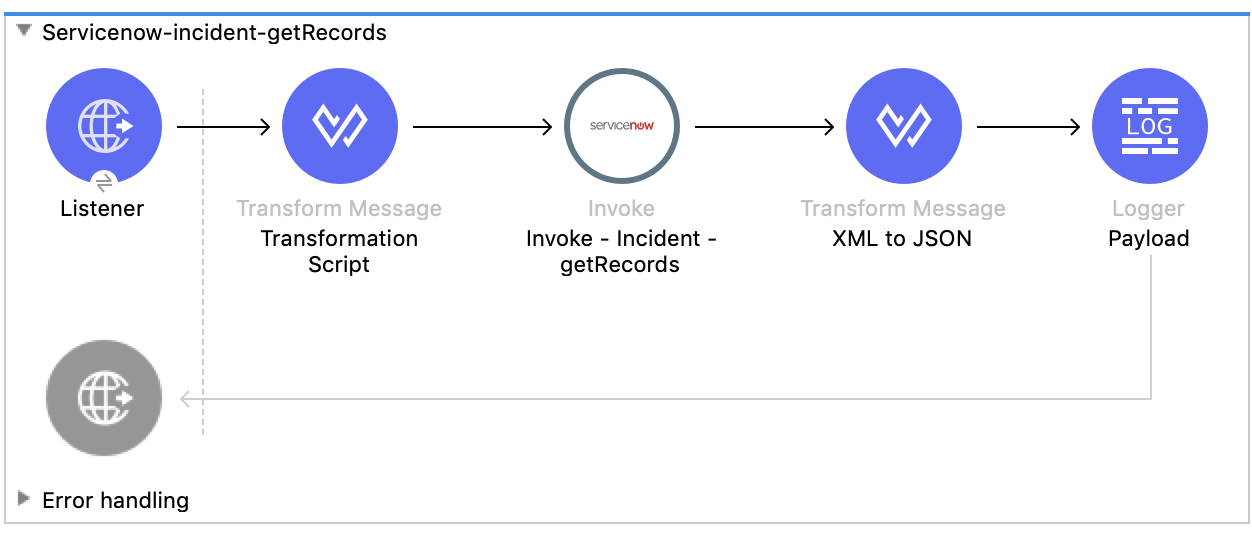 Servicenow-incident-getRecords
servicenow
LOG
Listener
Transform Message
Transformation
Script
Invoke
Invoke - Incident -
getRecords
Transform Message
XML to JSON
Logger
Payload
Error handling